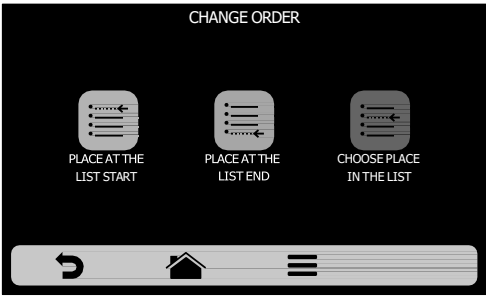 CHANGE ORDER
PLACE AT THE
LIST START
PLACE AT THE
LIST END
CHOOSE PLACE
IN THE LIST